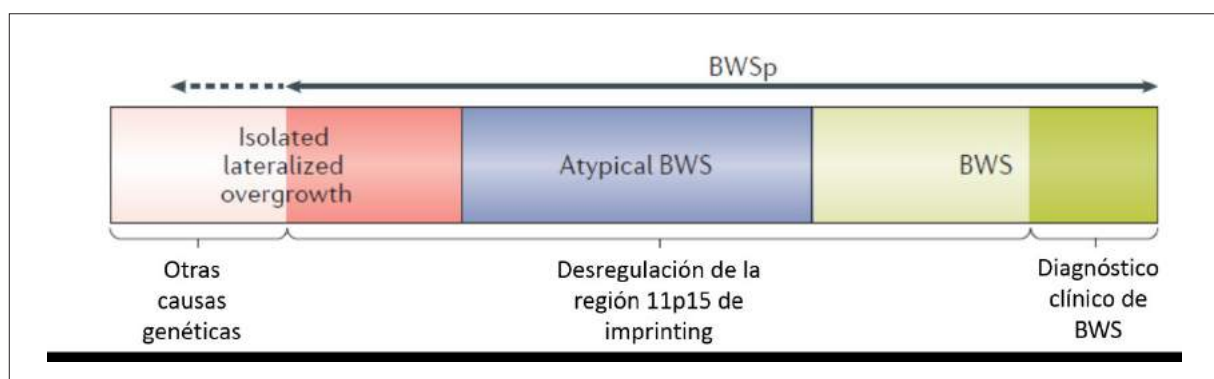 BWSp
Isolated
lateralized
overgrowth
Atypical BWS
BWS
Otras
causas
genéticas
Desregulación de la
región 11p15 de
imprinting
Diagnóstico
clínico de
BWS